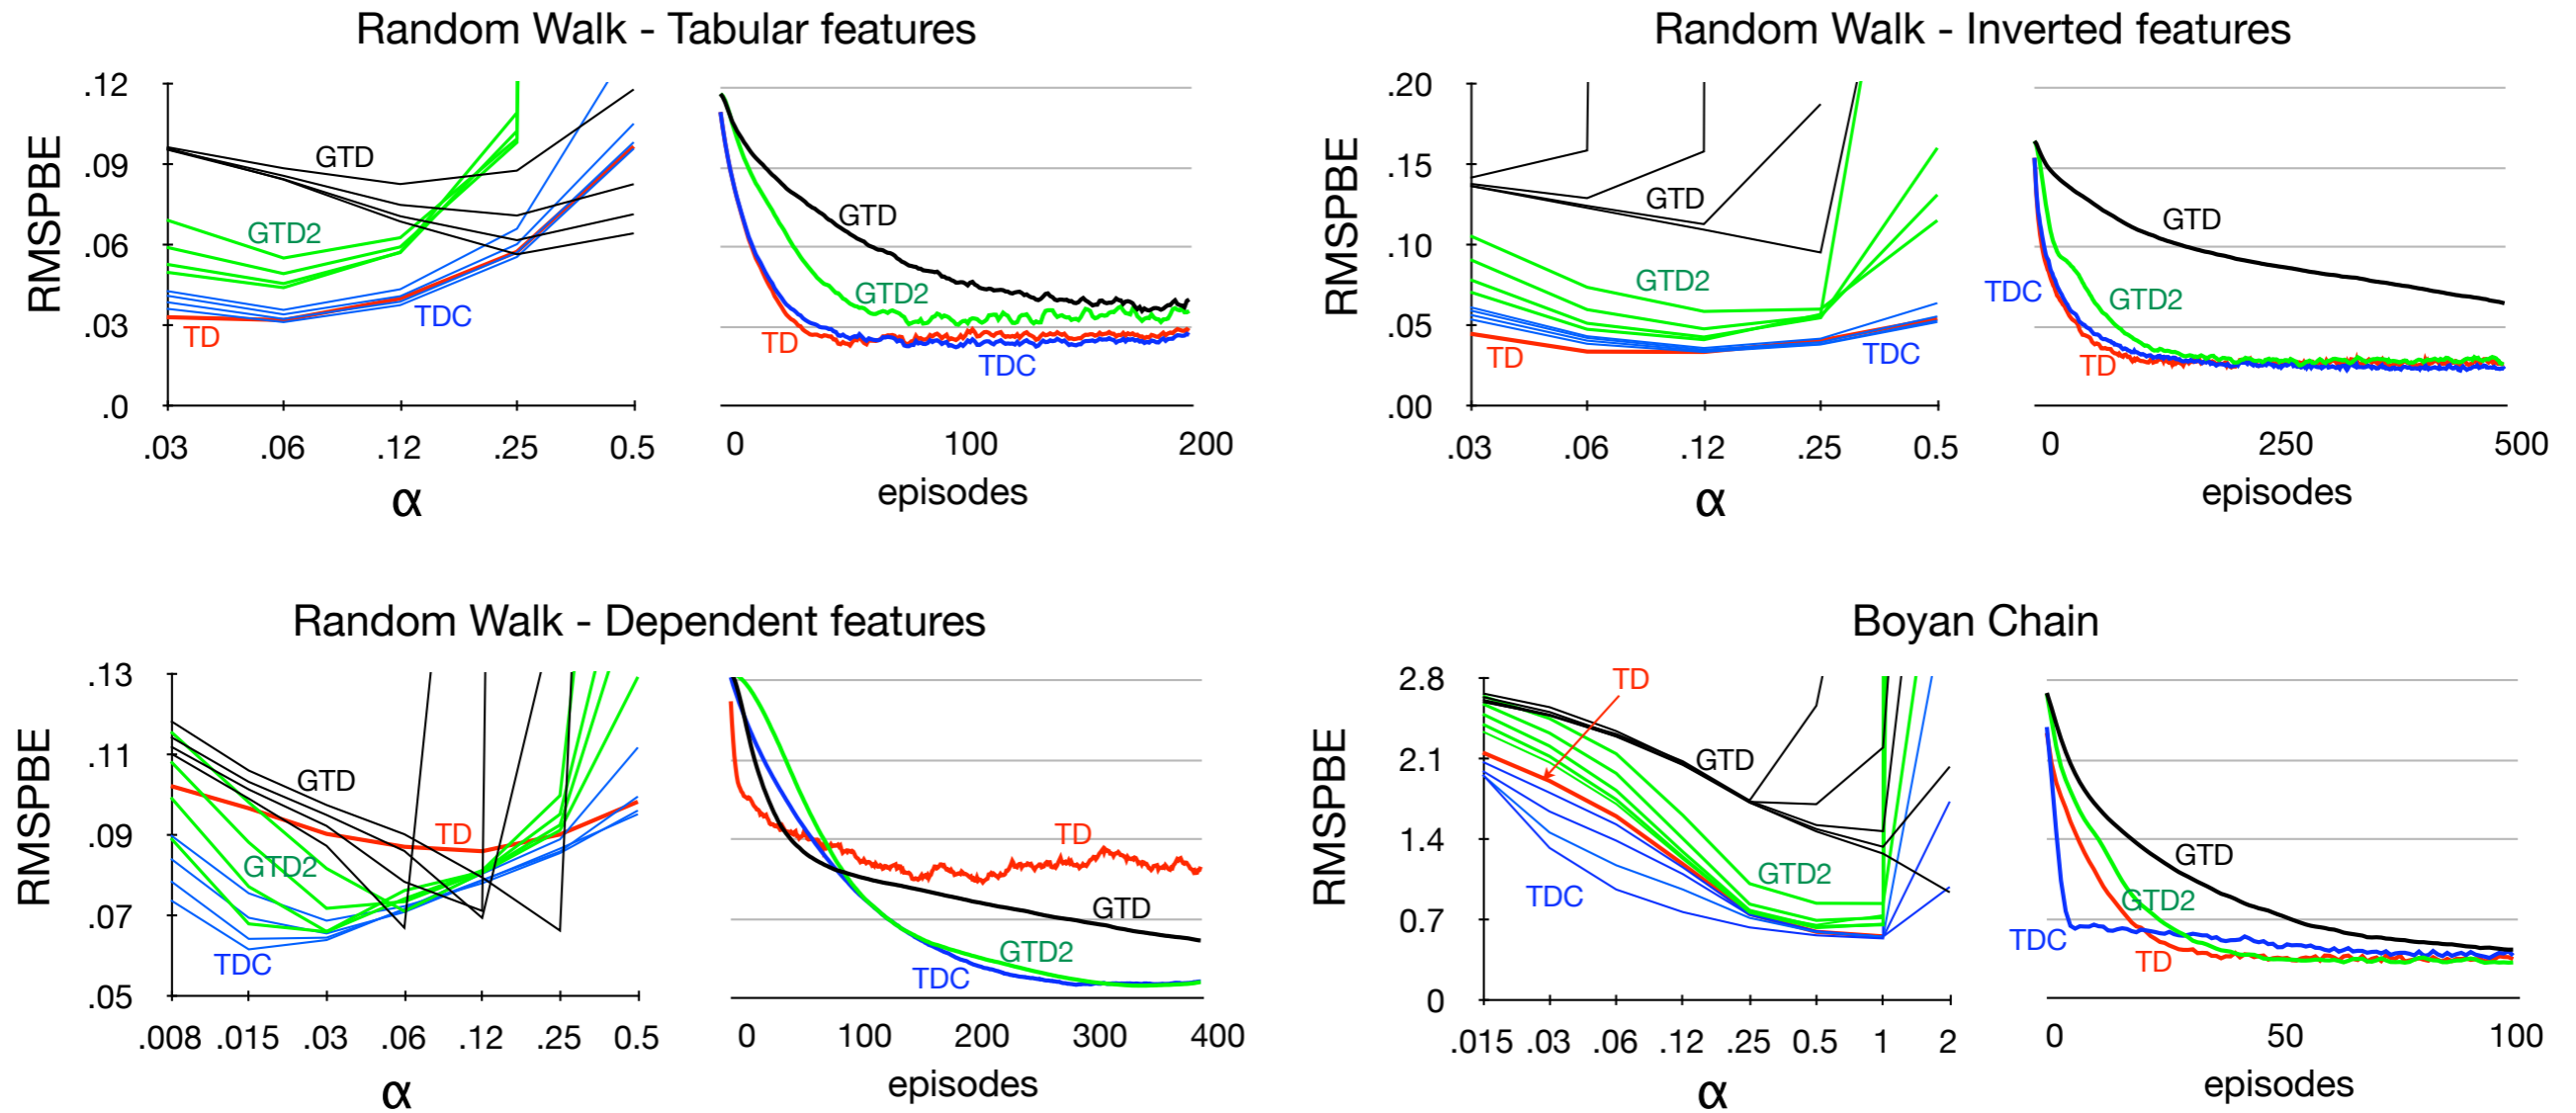 Random Walk - Tabular features
RMSPBE
.12
.09
.06
.03
.0
GTD
GTD2
TD
TDC
.03 .06 .12 .25 0.5
α
GTD
GTD2
TD
TDC
0 100 200
episodes
Random Walk - Inverted features
RMSPBE
.20
.15
.10
.05
.00
GTD
GTD2
TD
TDC
.03 .06 .12 .25 0.5
α
GTD
TDC
GTD2
TD
0 250 500
episodes
Random Walk - Dependent features
RMSPBE
.13
.11
.09
.07
.05
GTD
TD
GTD2
TDC
.008 .015 .03 .06 .12 .25 0.5
α
TD
GTD
GTD2
TDC
0 100 200 300 400
episodes
Boyan Chain
RMSPBE
2.8
2.1
1.4
0.7
0
TD
GTD
GTD2
TDC
.015 .03 .06 .12 .25 0.5 1 2
α
GTD
GTD2
TDC
TD
0 50 100
episodes